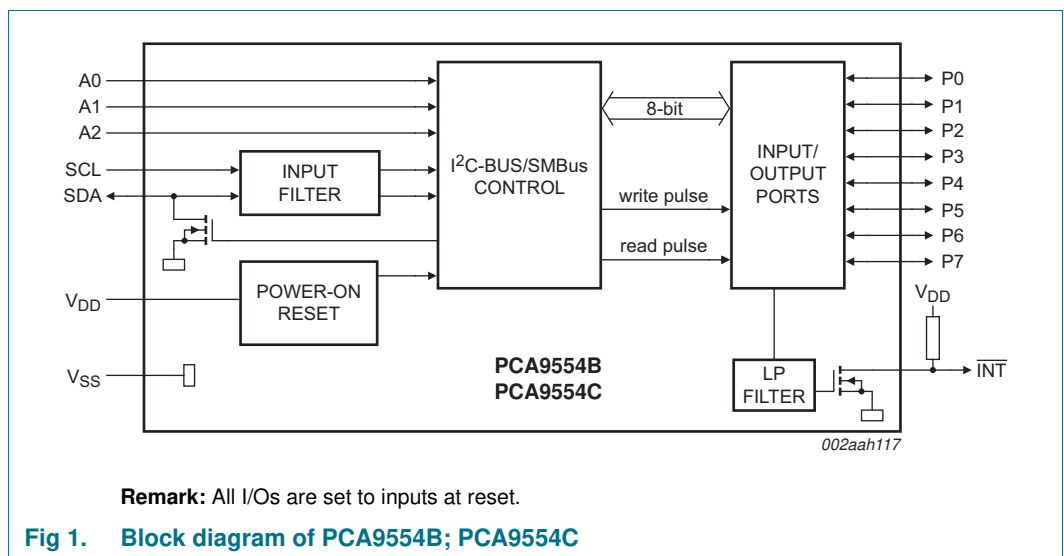 A0
A1
A2
SCL
SDA
INPUT
FILTER
I²C-BUS/SMBus
CONTROL
8-bit
write pulse
read pulse
INPUT/
OUTPUT
PORTS
P0
P1
P2
P3
P4
P5
P6
P7
VDD
POWER-ON
RESET
VSS
PCA9554B
PCA9554C
LP
FILTER
VDD
INT
002aah117
Remark: All I/Os are set to inputs at reset.
Fig 1. Block diagram of PCA9554B; PCA9554C